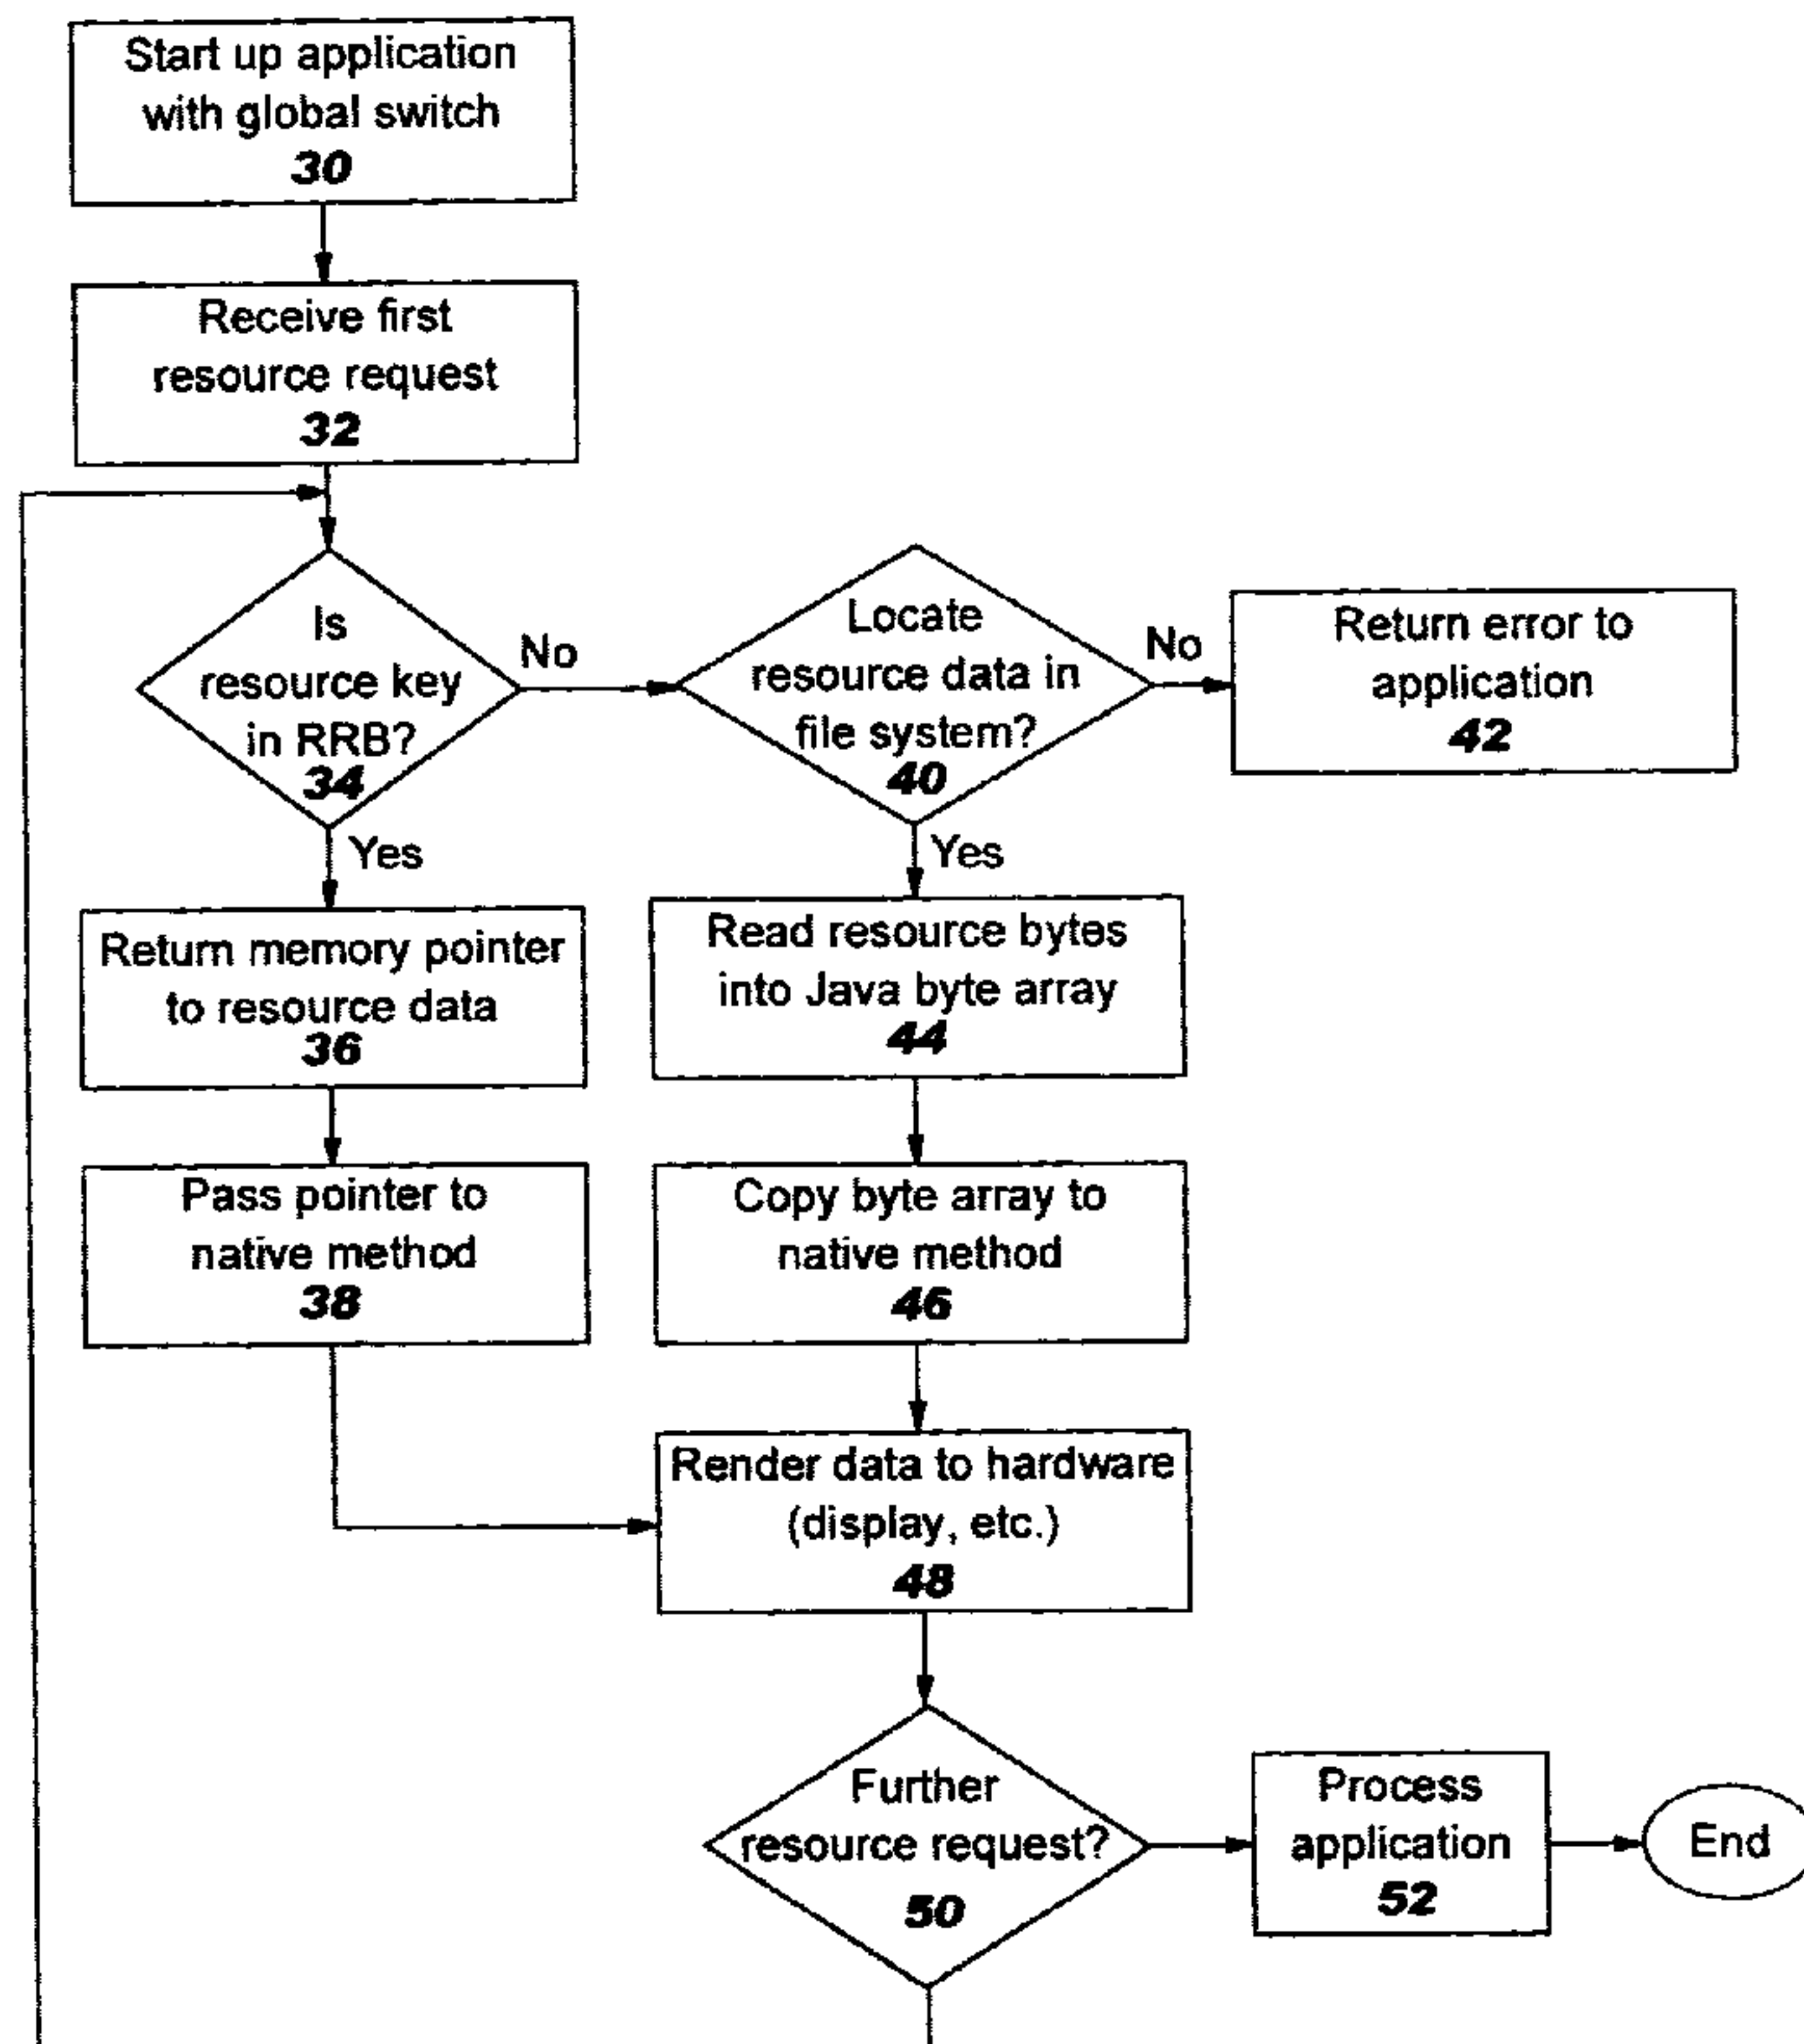 Start up application
with global switch
30
Receive first
resource request
32
Is
resource key
in RRB?
34
No
Locate
resource data in
file system?
40
No
Return error to
application
42
Yes
Yes
Return memory pointer
to resource data
36
Read resource bytes
into Java byte array
44
Pass pointer to
native method
38
Copy byte array to
native method
46
Render data to hardware
(display, etc.)
48
Further
resource request?
50
Process
application
52
End